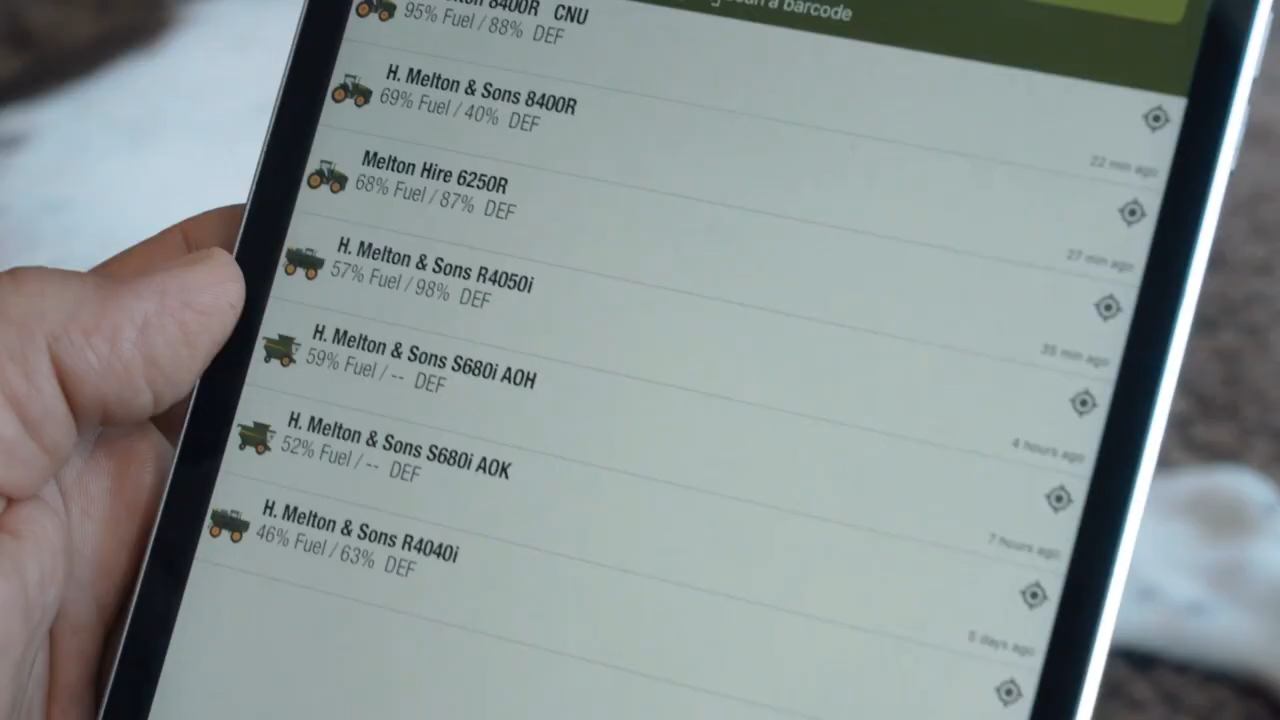 8400R CNU
a barcode
95% Fuel / 88% DEF
H. Melton & Sons 8400R
69% Fuel / 40% DEF
22 min ago
Melton Hire 6250R
68% Fuel / 87% DEF
27 min ago
H. Melton & Sons R4050i
57% Fuel / 98% DEF
35 min ago
H. Melton & Sons S680i AOH
59% Fuel / -- DEF
4 hours ago
H. Melton & Sons S680i AOK
52% Fuel / -- DEF
7 hours ago
H. Melton & Sons R4040i
46% Fuel / 63% DEF
5 days ago